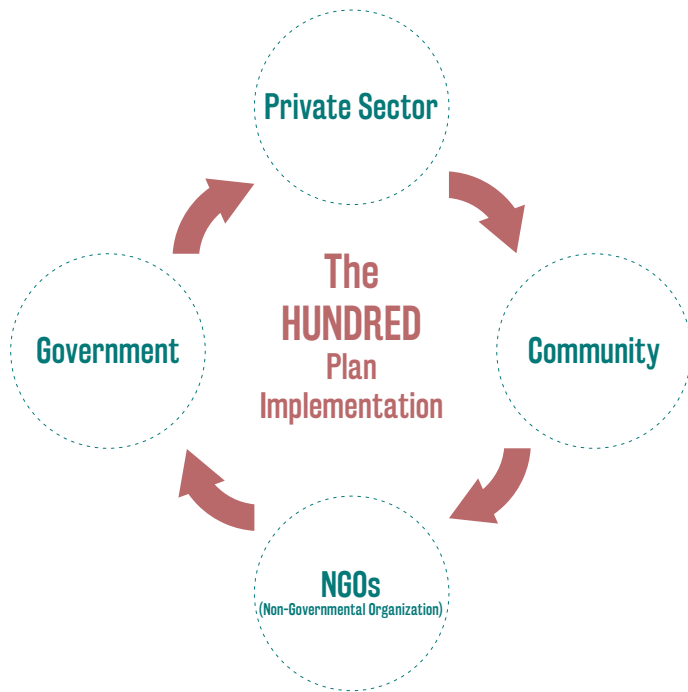 Private Sector
The
HUNDRED
Plan
Implementation
Government
Community
NGOs
(Non-Governmental Organization)